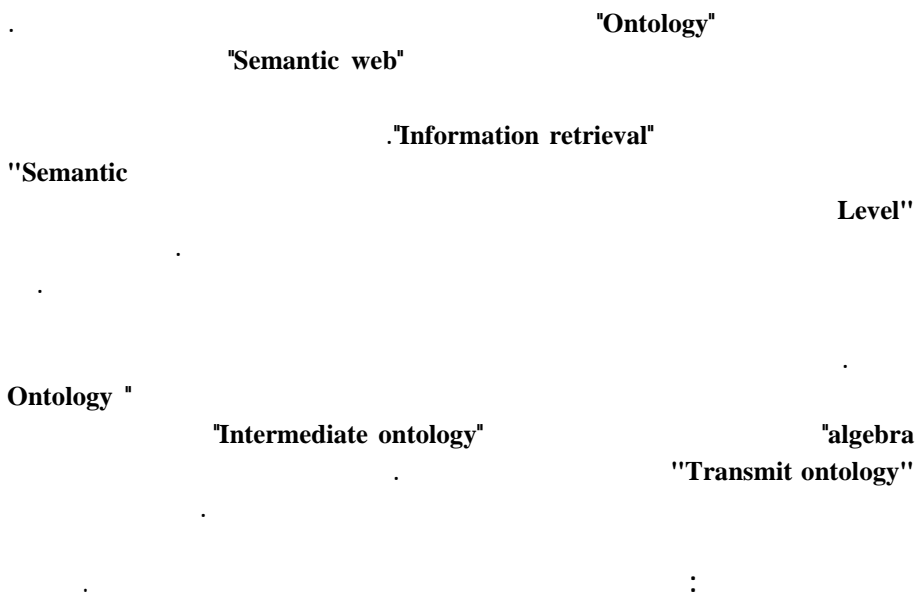 . "Ontology"
"Semantic web"
."Information retrieval"
"Semantic
Level"
.
.
.
Ontology "
"Intermediate ontology" "algebra
. "Transmit ontology"
.
. :